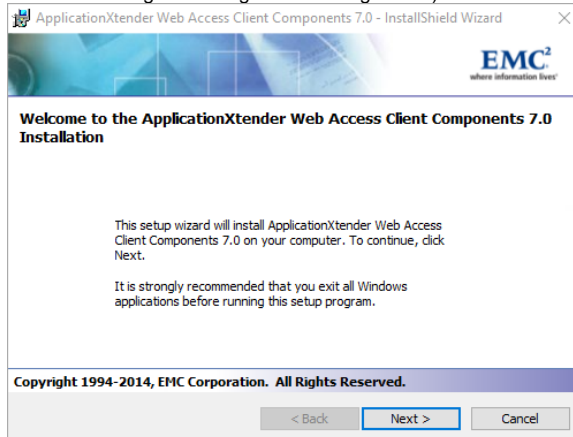 ApplicationXtender Web Access Client Components 7.0 - InstallShield Wizard
EMC²
where information lives®
Welcome to the ApplicationXtender Web Access Client Components 7.0
Installation
This setup wizard will install ApplicationXtender Web Access
Client Components 7.0 on your computer. To continue, click
Next.
It is strongly recommended that you exit all Windows
applications before running this setup program.
Copyright 1994-2014, EMC Corporation. All Rights Reserved.
< Back
Next >
Cancel